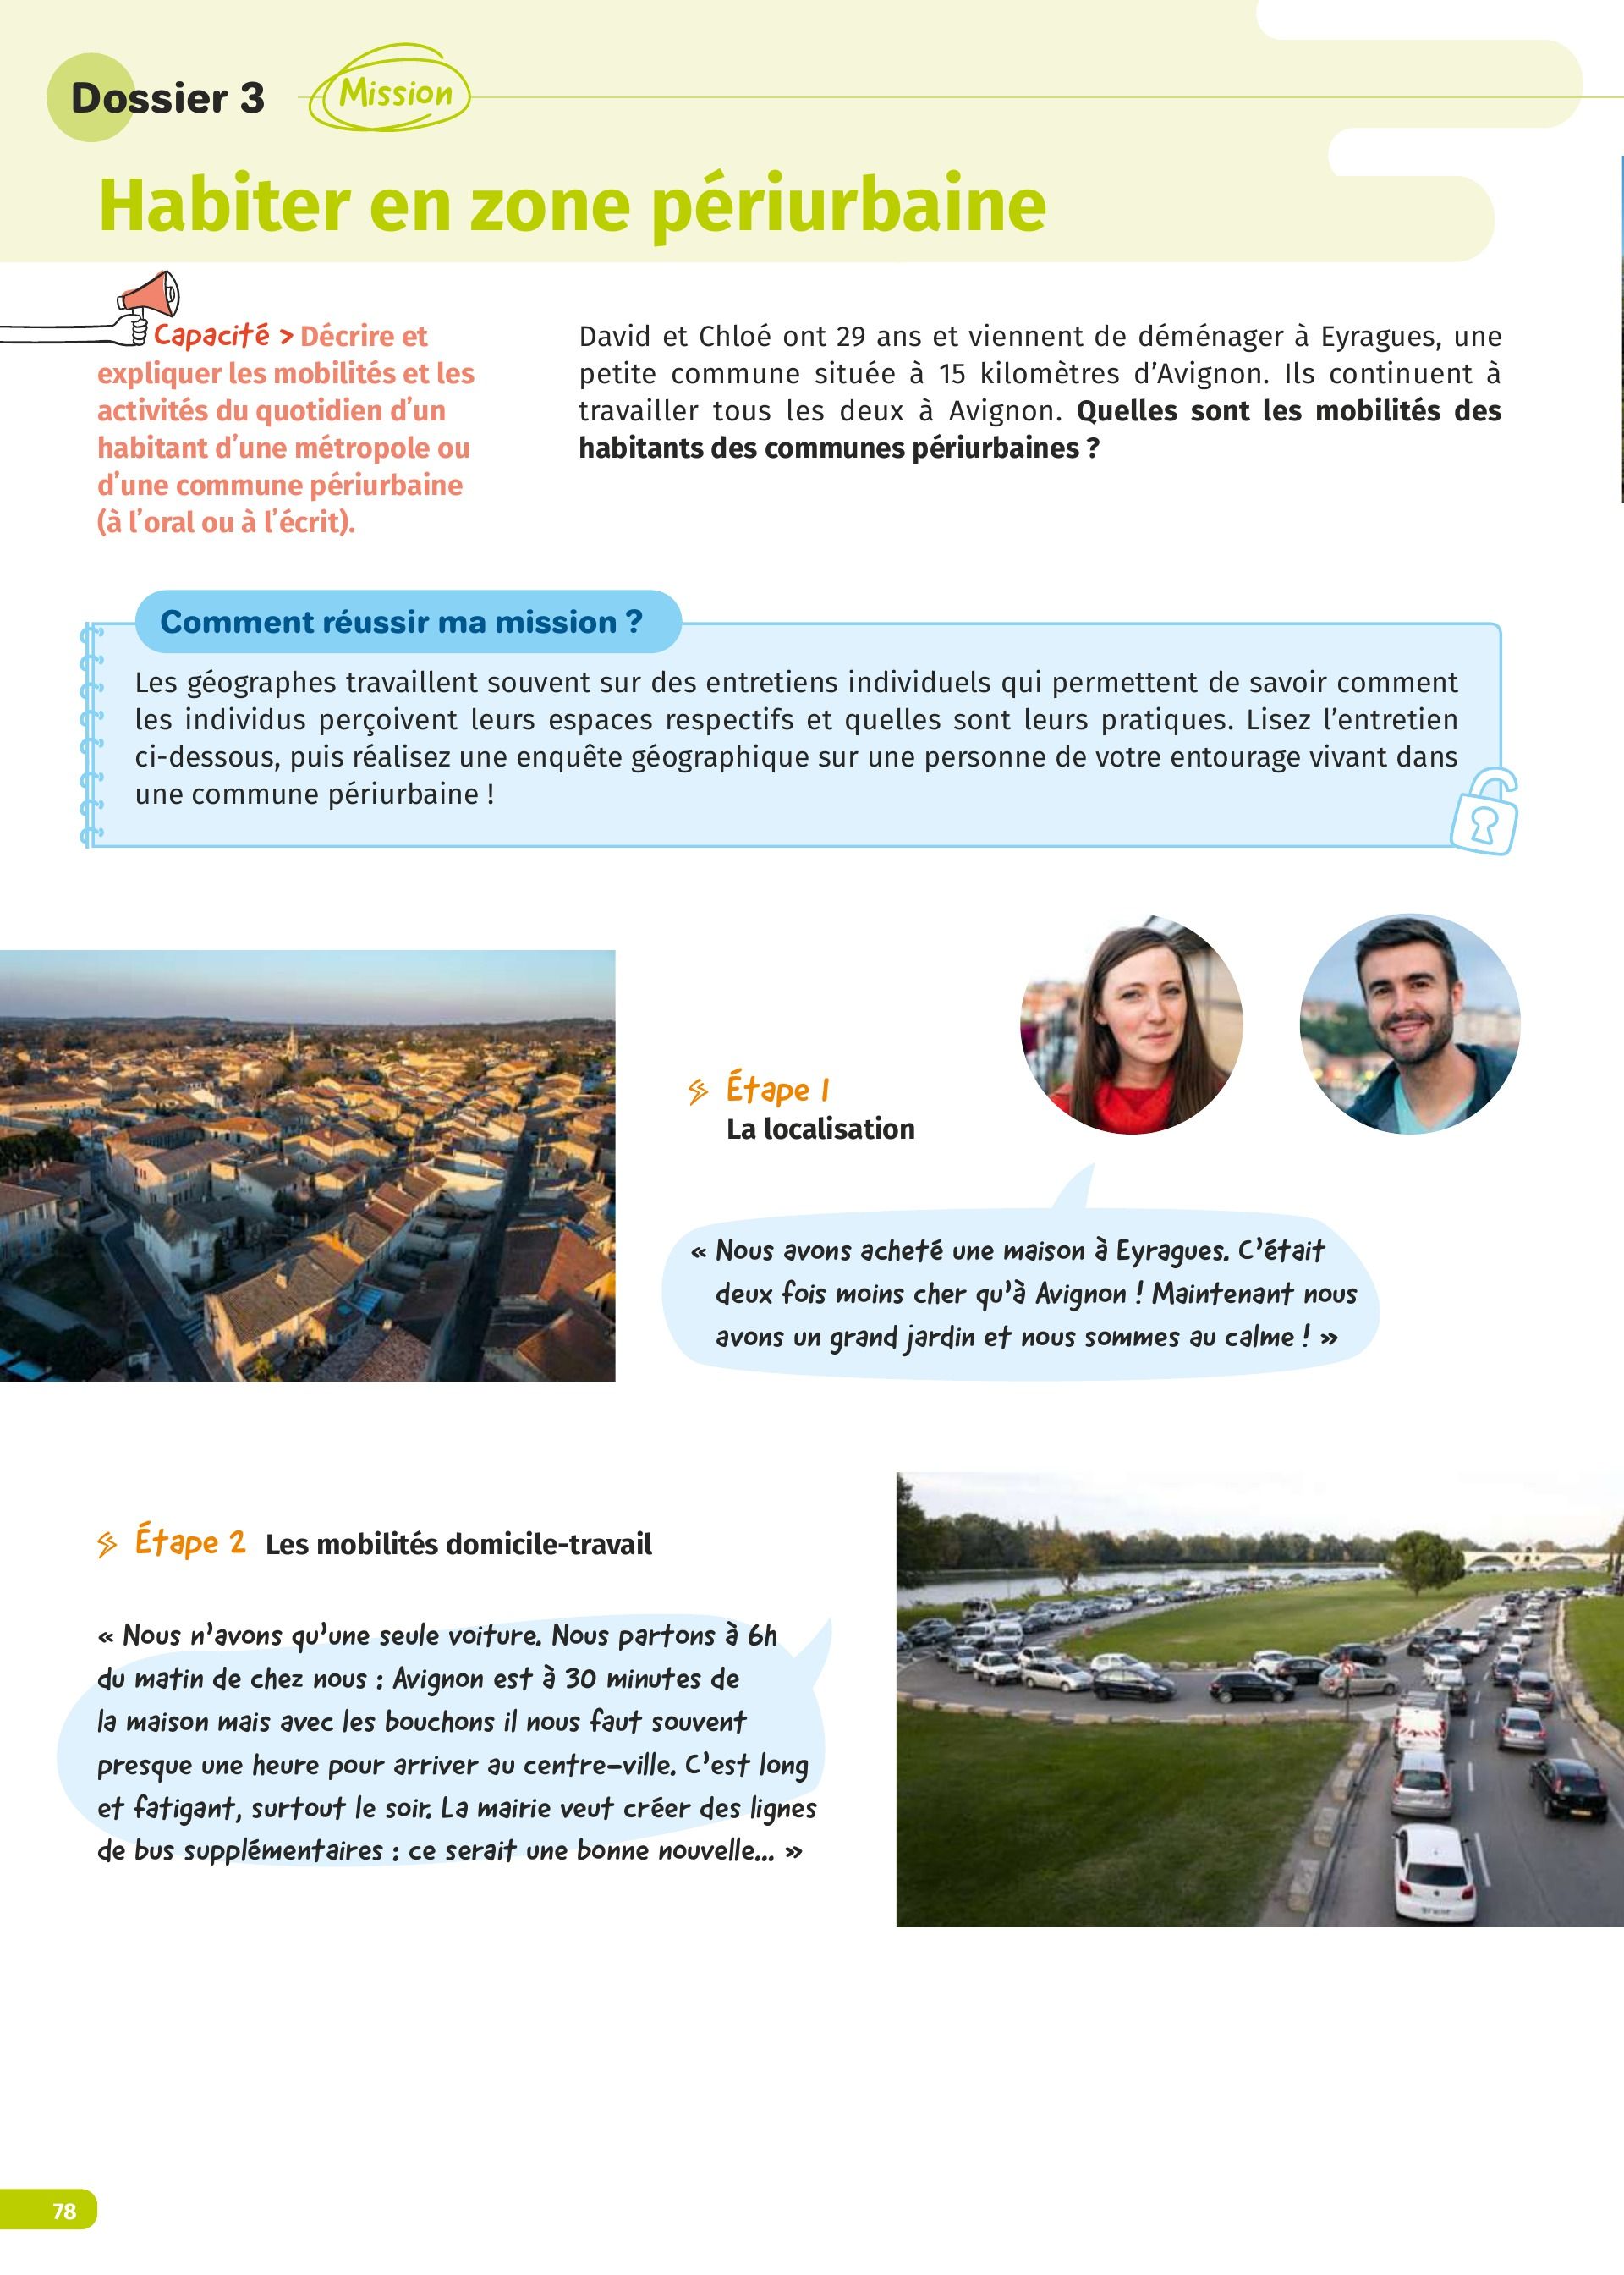 Dossier 3
Mission
Habiter en zone périurbaine
Capacité > Décrire et
expliquer les mobilités et les
activités du quotidien d'un
habitant d'une métropole ou
d'une commune périurbaine
(à l'oral ou à l'écrit).
David et Chloé ont 29 ans et viennent de déménager à Eyragues, une
petite commune située à 15 kilomètres d'Avignon. Ils continuent à
travailler tous les deux à Avignon. Quelles sont les mobilités des
habitants des communes périurbaines ?
Comment réussir ma mission ?
Les géographes travaillent souvent sur des entretiens individuels qui permettent de savoir comment
les individus perçoivent leurs espaces respectifs et quelles sont leurs pratiques. Lisez l'entretien
ci-dessous, puis réalisez une enquête géographique sur une personne de votre entourage vivant dans
une commune périurbaine !
Étape 1
La localisation
« Nous avons acheté une maison à Eyragues. C'était
deux fois moins cher qu'à Avignon ! Maintenant nous
avons un grand jardin et nous sommes au calme ! »
Étape 2 Les mobilités domicile-travail
« Nous n'avons qu'une seule voiture. Nous partons à 6h
du matin de chez nous : Avignon est à 30 minutes de
la maison mais avec les bouchons il nous faut souvent
presque une heure pour arriver au centre-ville. C'est long
et fatigant, surtout le soir. La mairie veut créer des lignes
de bus supplémentaires : ce serait une bonne nouvelle... »
78